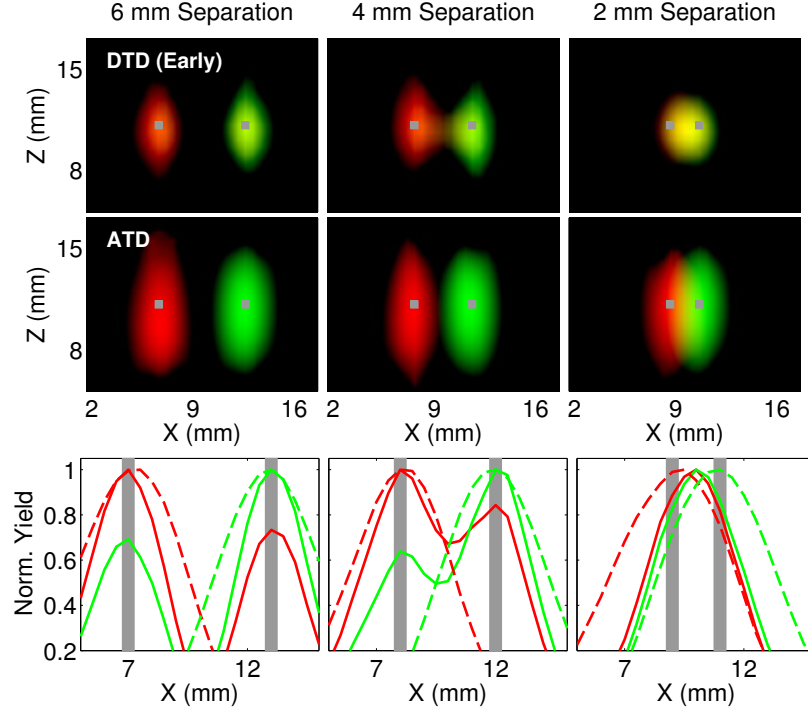 6 mm Separation 4 mm Separation 2 mm Separation
DTD (Early)
15
Z (mm)
8
ATD
15
Z (mm)
8
2 9 16 2 9 16 2 9 16
X (mm) X (mm) X (mm)
1
0.8
0.6
0.4
0.2
Norm. Yield
7 12 7 12 7 12
X (mm) X (mm) X (mm)